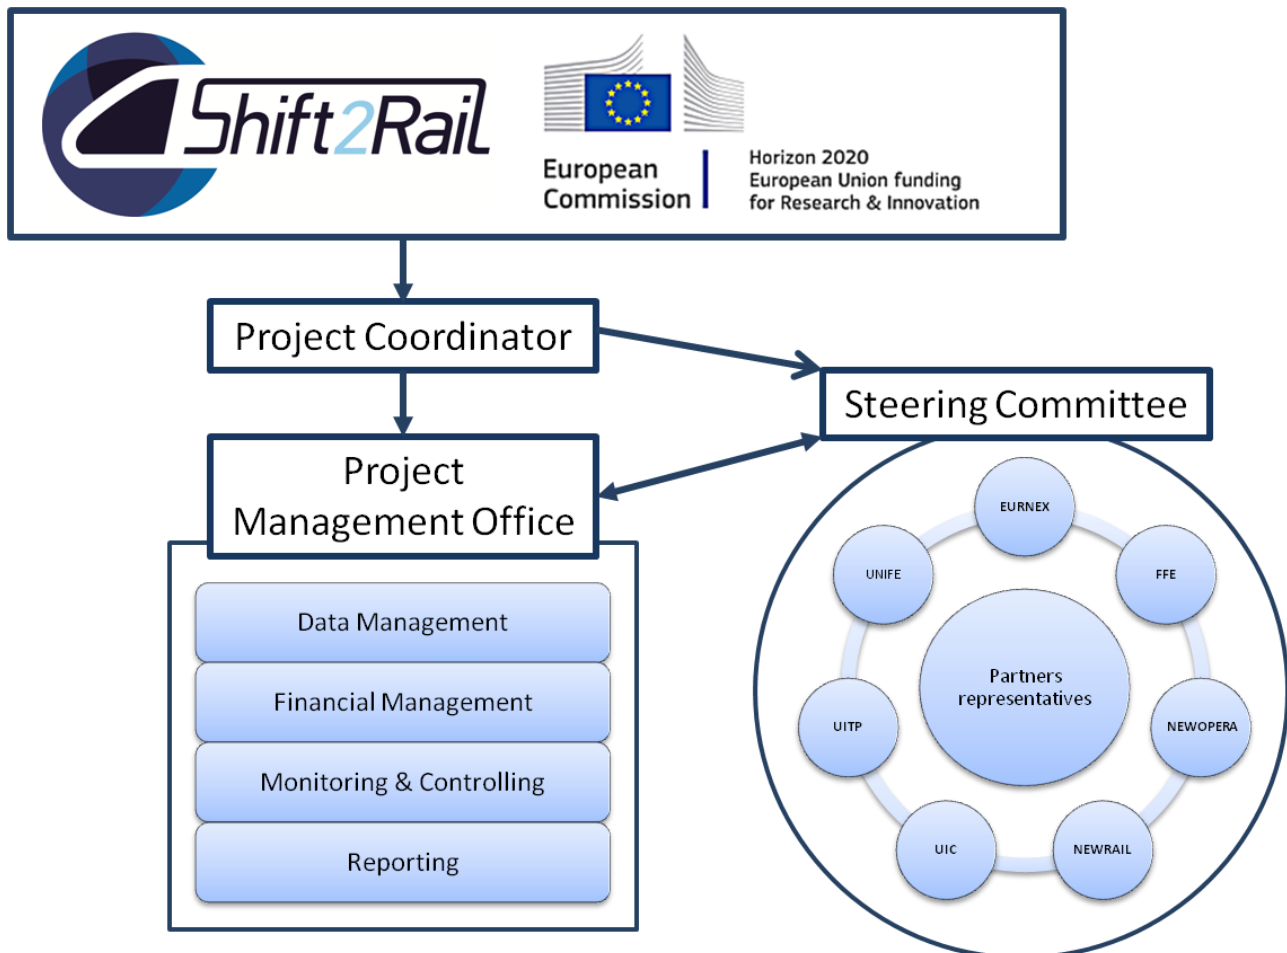 Shift2Rail
European
Commission
Horizon 2020
European Union funding
for Research & Innovation
Project Coordinator
Steering Committee
Project
Management Office
Data Management
Financial Management
Monitoring & Controlling
Reporting
EURNEX
UNIFE
FFE
Partners
representatives
UITP
NEWOPERA
UIC
NEWRAIL